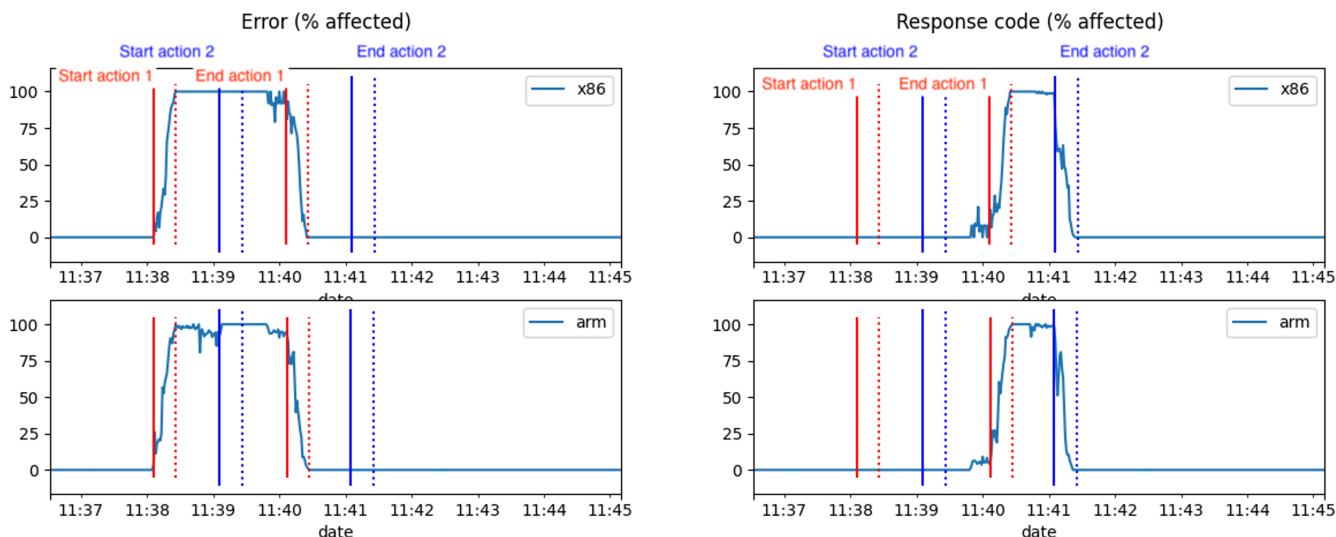 Error (% affected)
Start action 2
End action 2
Start action 1
End action 1
x86
100
75
50
25
0
11:37 11:38 11:39 11:40 11:41 11:42 11:43 11:44 11:45
date
arm
100
75
50
25
0
11:37 11:38 11:39 11:40 11:41 11:42 11:43 11:44 11:45
date
Response code (% affected)
Start action 2
End action 2
Start action 1
End action 1
x86
100
75
50
25
0
11:37 11:38 11:39 11:40 11:41 11:42 11:43 11:44 11:45
date
arm
100
75
50
25
0
11:37 11:38 11:39 11:40 11:41 11:42 11:43 11:44 11:45
date